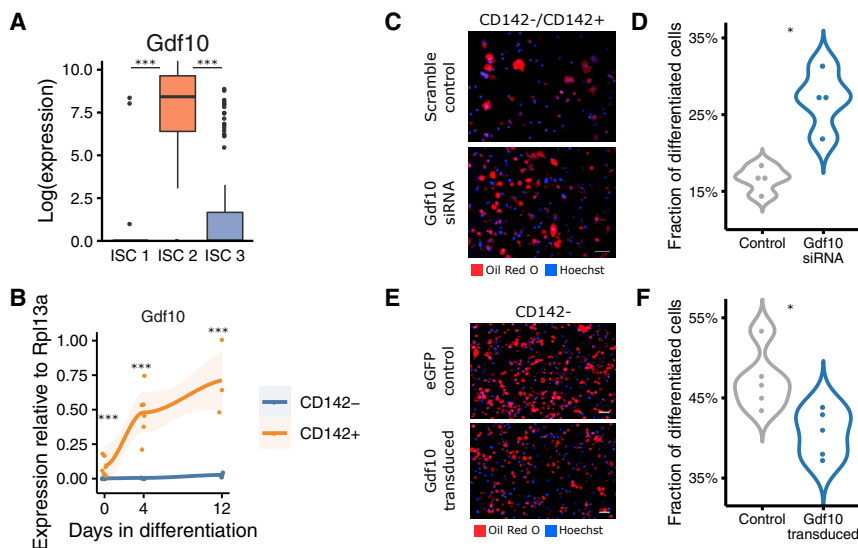 A
Gdf10
Log(expression)
10.0
7.5
5.0
2.5
0.0
***
***
ISC 1
ISC 2
ISC 3
B
Gdf10
Expression relative to Rpl13a
1.00
0.75
0.50
0.25
0.00
***
***
***
0
4
12
Days in differentiation
CD142−
CD142+
C
CD142-/CD142+
Scramble
control
Gdf10
siRNA
Oil Red O
Hoechst
D
Fraction of differentiated cells
35%
25%
15%
*
Control
Gdf10
siRNA
E
CD142-
eGFP
control
Gdf10
transduced
Oil Red O
Hoechst
F
Fraction of differentiated cells
55%
45%
35%
*
Control
Gdf10
transduced